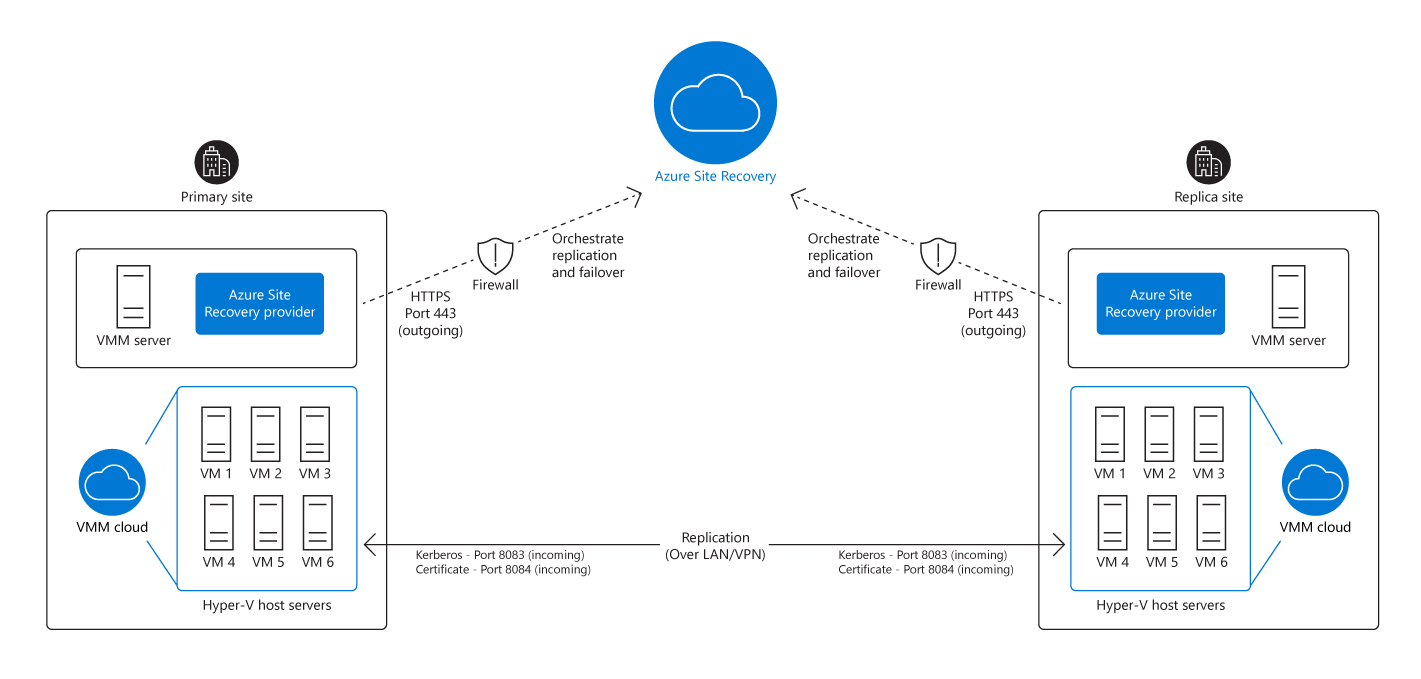 Azure Site Recovery
Primary site
Replica site
VMM server
Azure Site
Recovery provider
HTTPS
Port 443
(outgoing)
Firewall
Orchestrate
replication
and failover
Orchestrate
replication
and failover
Firewall
HTTPS
Port 443
(outgoing)
Azure Site
Recovery provider
VMM server
VMM cloud
VM 1 VM 2 VM 3
VM 4 VM 5 VM 6
Hyper-V host servers
Replication
(Over LAN/VPN)
Kerberos - Port 8083 (incoming)
Certificate - Port 8084 (incoming)
Kerberos - Port 8083 (incoming)
Certificate - Port 8084 (incoming)
VM 1 VM 2 VM 3
VM 4 VM 5 VM 6
Hyper-V host servers
VMM cloud